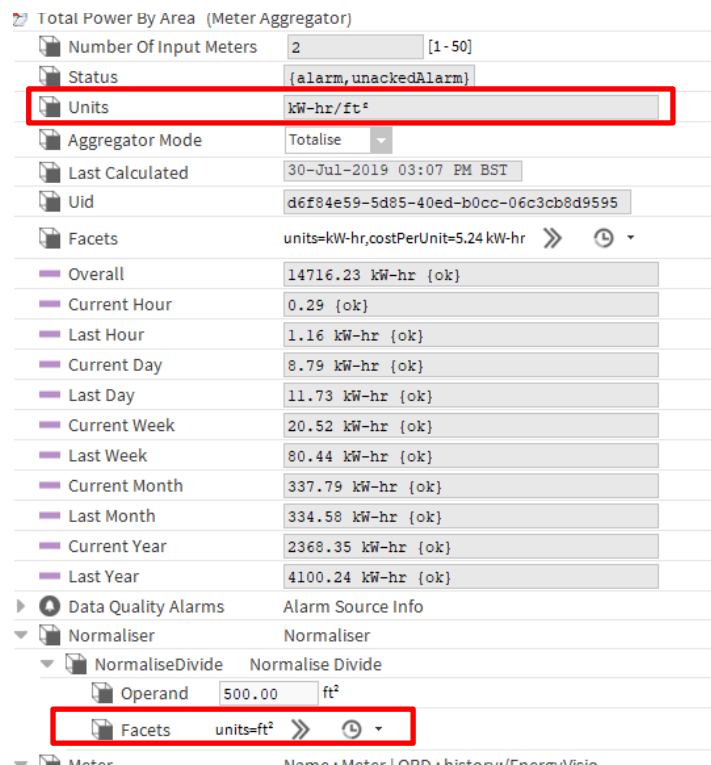 Total Power By Area (Meter Aggregator)
Number Of Input Meters 2 [1 - 50]
Status {alarm,unackedAlarm}
Units kW-hr/ft²
Aggregator Mode Totalise
Last Calculated 30-Jul-2019 03:07 PM BST
Uid d6f84e59-5d85-40ed-b0cc-06c3cb8d9595
Facets units=kW-hr,costPerUnit=5.24 kW-hr
Overall 14716.23 kW-hr {ok}
Current Hour 0.29 {ok}
Last Hour 1.16 kW-hr {ok}
Current Day 8.79 kW-hr {ok}
Last Day 11.73 kW-hr {ok}
Current Week 20.52 kW-hr {ok}
Last Week 80.44 kW-hr {ok}
Current Month 337.79 kW-hr {ok}
Last Month 334.58 kW-hr {ok}
Current Year 2368.35 kW-hr {ok}
Last Year 4100.24 kW-hr {ok}
Data Quality Alarms Alarm Source Info
Normaliser Normaliser
NormaliseDivide Normalise Divide
Operand 500.00 ft²
Facets units=ft²
Meter Name : Meter | ORD : history:/EnergyVisio